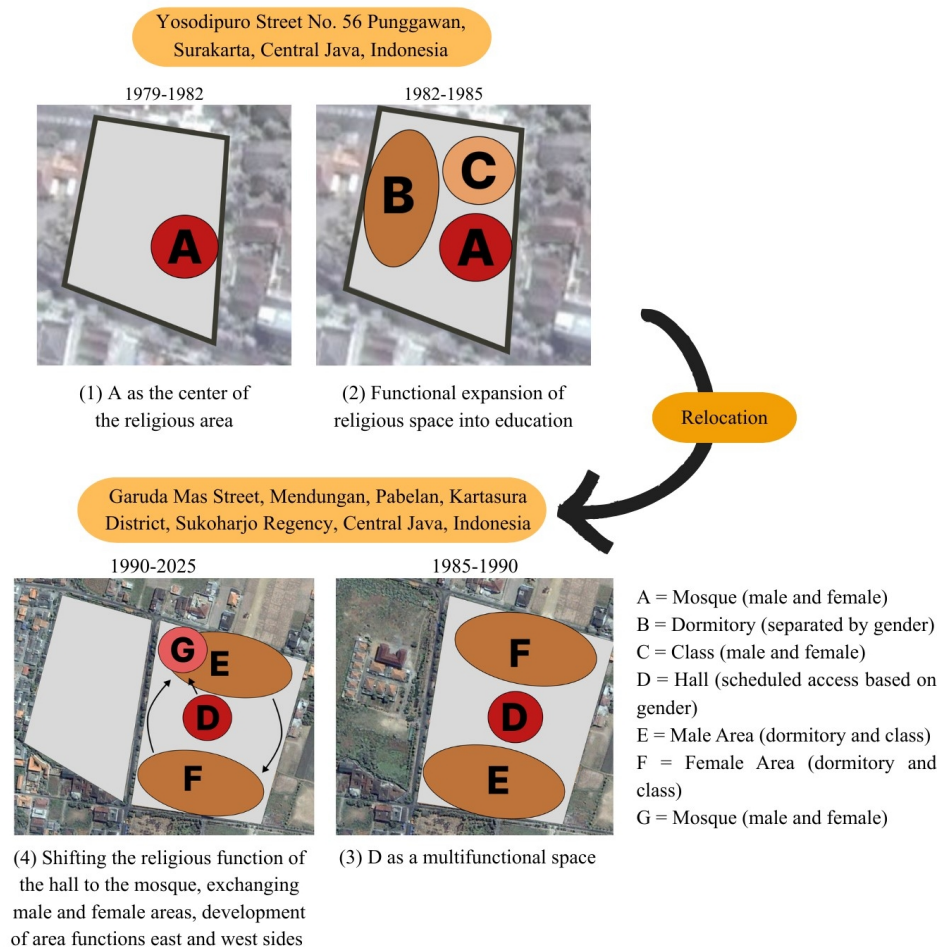 Yosodipuro Street No. 56 Punggawan,
Surakarta, Central Java, Indonesia
1979-1982
1982-1985
A
B
C
A
(1) A as the center of
the religious area
(2) Functional expansion of
religious space into education
Relocation
Garuda Mas Street, Mendungan, Pabelan, Kartasura
District, Sukoharjo Regency, Central Java, Indonesia
1990-2025
1985-1990
G
E
D
F
F
D
E
A = Mosque (male and female)
B = Dormitory (separated by gender)
C = Class (male and female)
D = Hall (scheduled access based on
gender)
E = Male Area (dormitory and class)
F = Female Area (dormitory and
class)
G = Mosque (male and female)
(4) Shifting the religious function of
the hall to the mosque, exchanging
male and female areas, development
of area functions east and west sides
(3) D as a multifunctional space